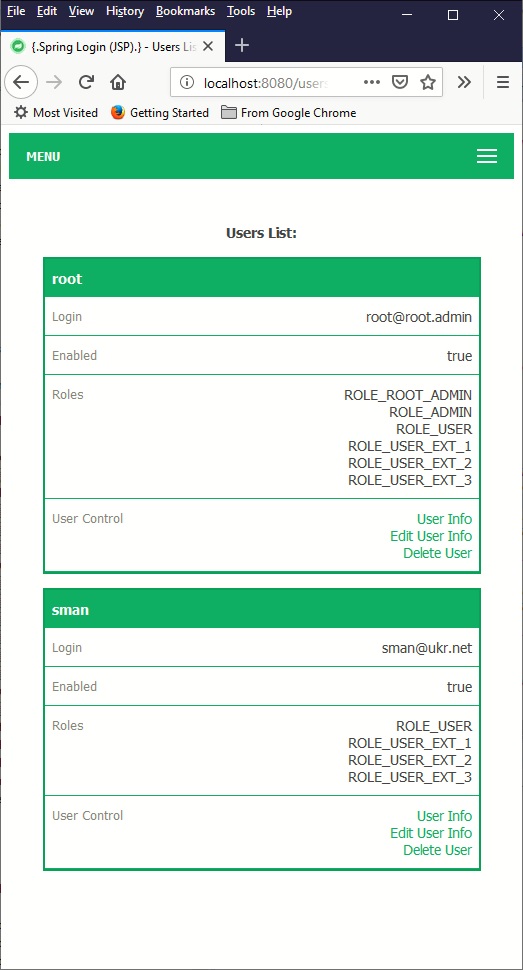 File Edit View History Bookmarks Tools Help
{.Spring Login (JSP).} - Users Lis
localhost:8080/users
Most Visited Getting Started From Google Chrome
MENU
Users List:
root
Login root@root.admin
Enabled true
Roles ROLE_ROOT_ADMIN
ROLE_ADMIN
ROLE_USER
ROLE_USER_EXT_1
ROLE_USER_EXT_2
ROLE_USER_EXT_3
User Control User Info
Edit User Info
Delete User
sman
Login sman@ukr.net
Enabled true
Roles ROLE_USER
ROLE_USER_EXT_1
ROLE_USER_EXT_2
ROLE_USER_EXT_3
User Control User Info
Edit User Info
Delete User